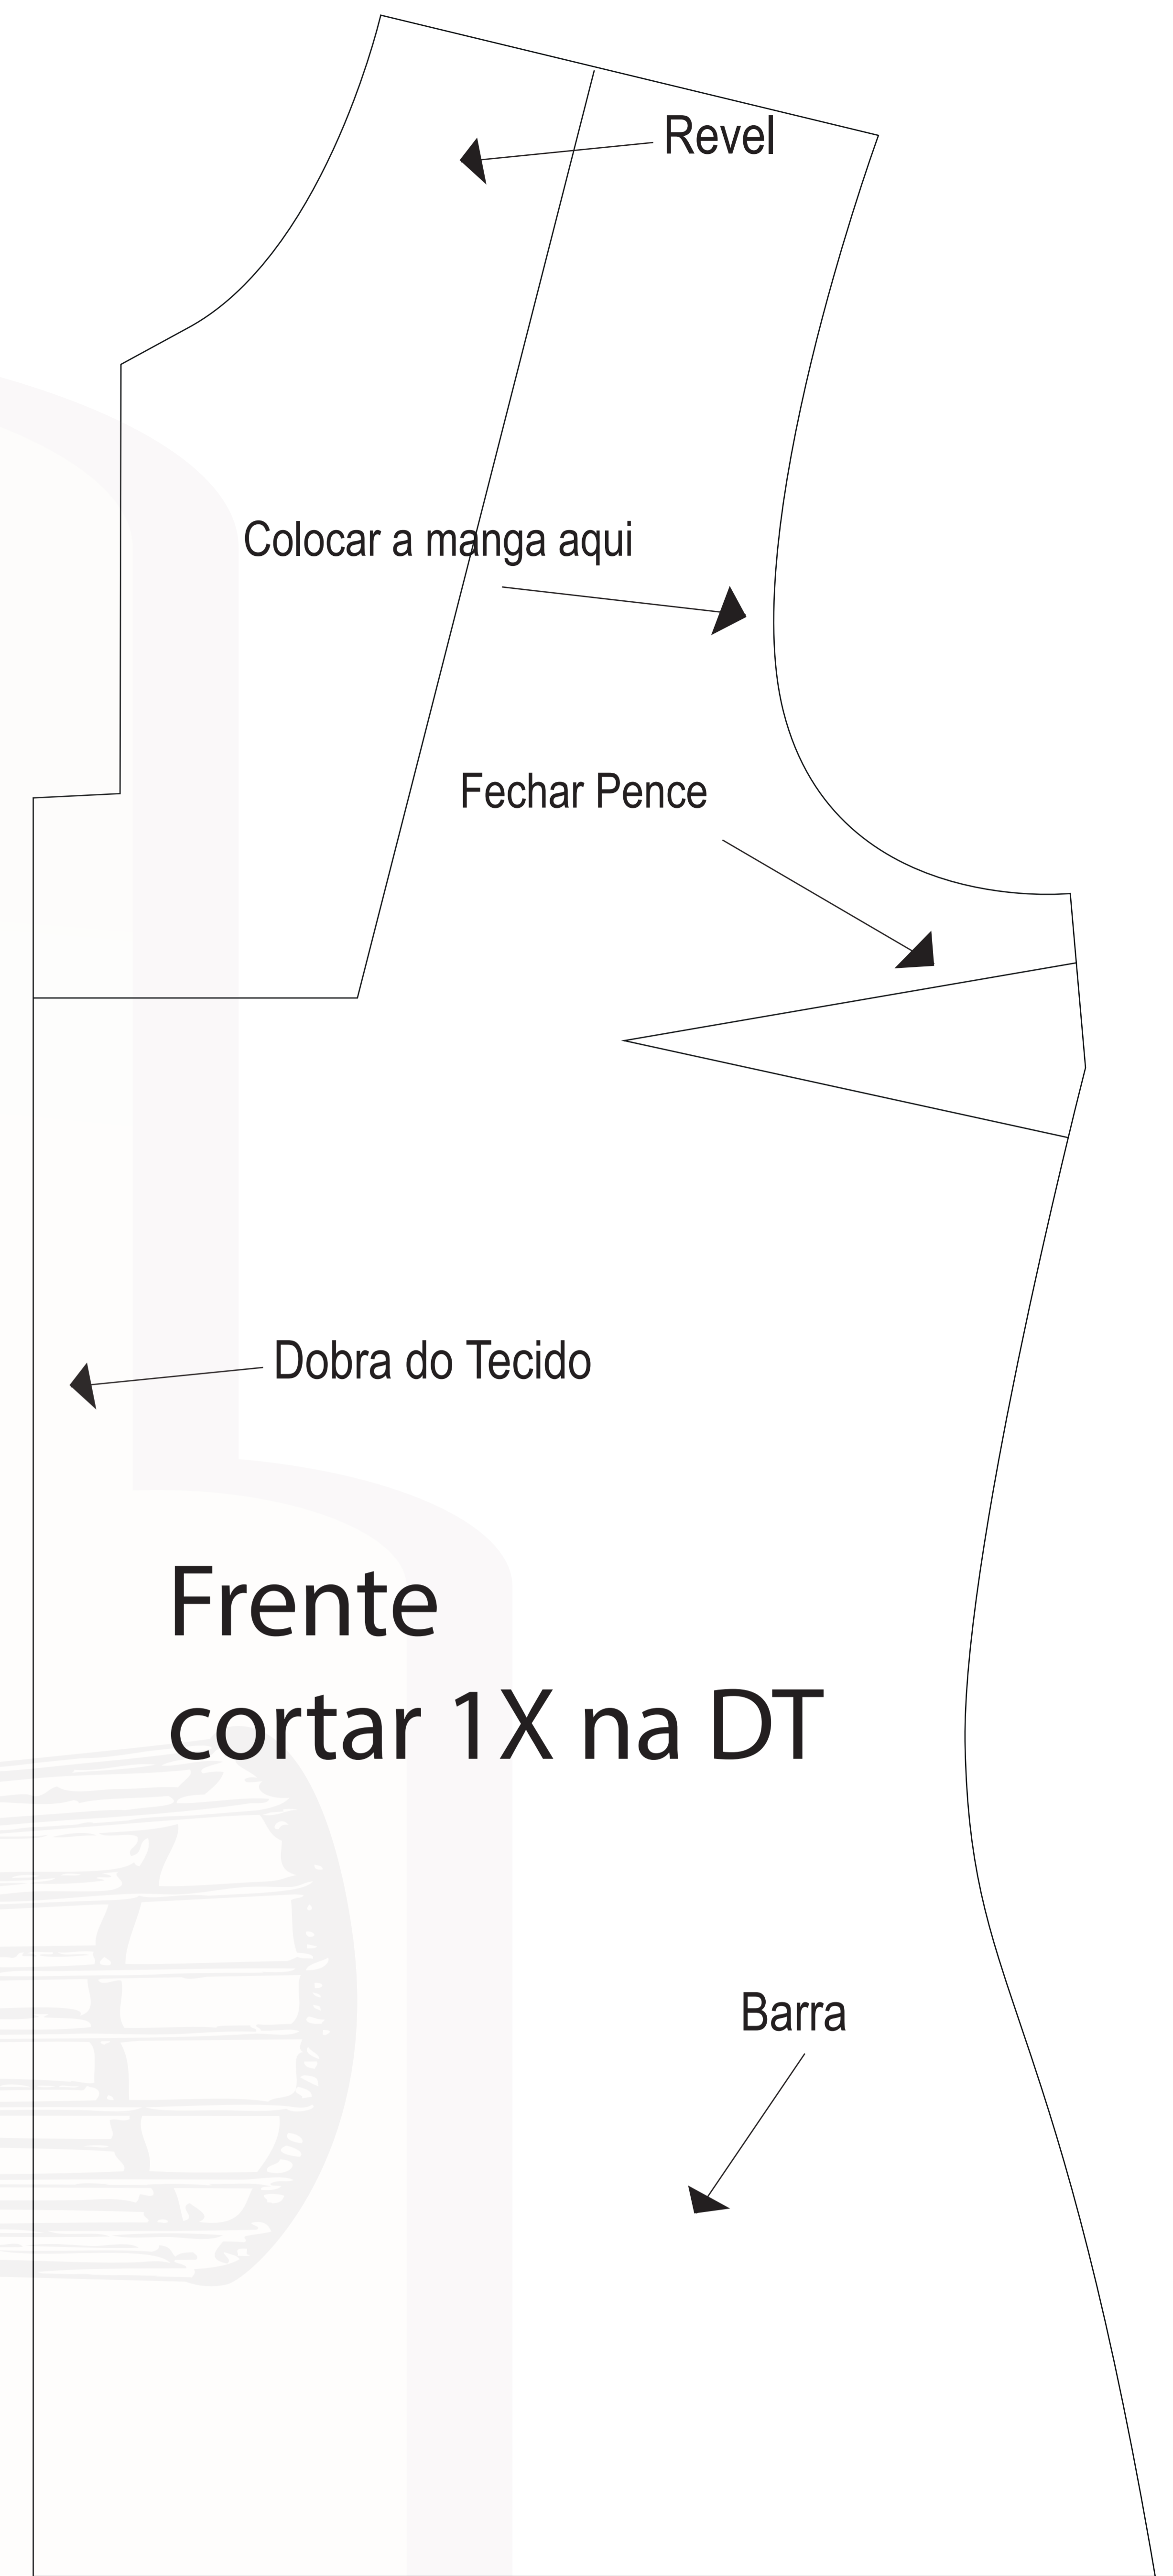 Revel
Colocar a manga aqui
Fechar Pence
Dobra do Tecido
Frente
cortar 1X na DT
Barra